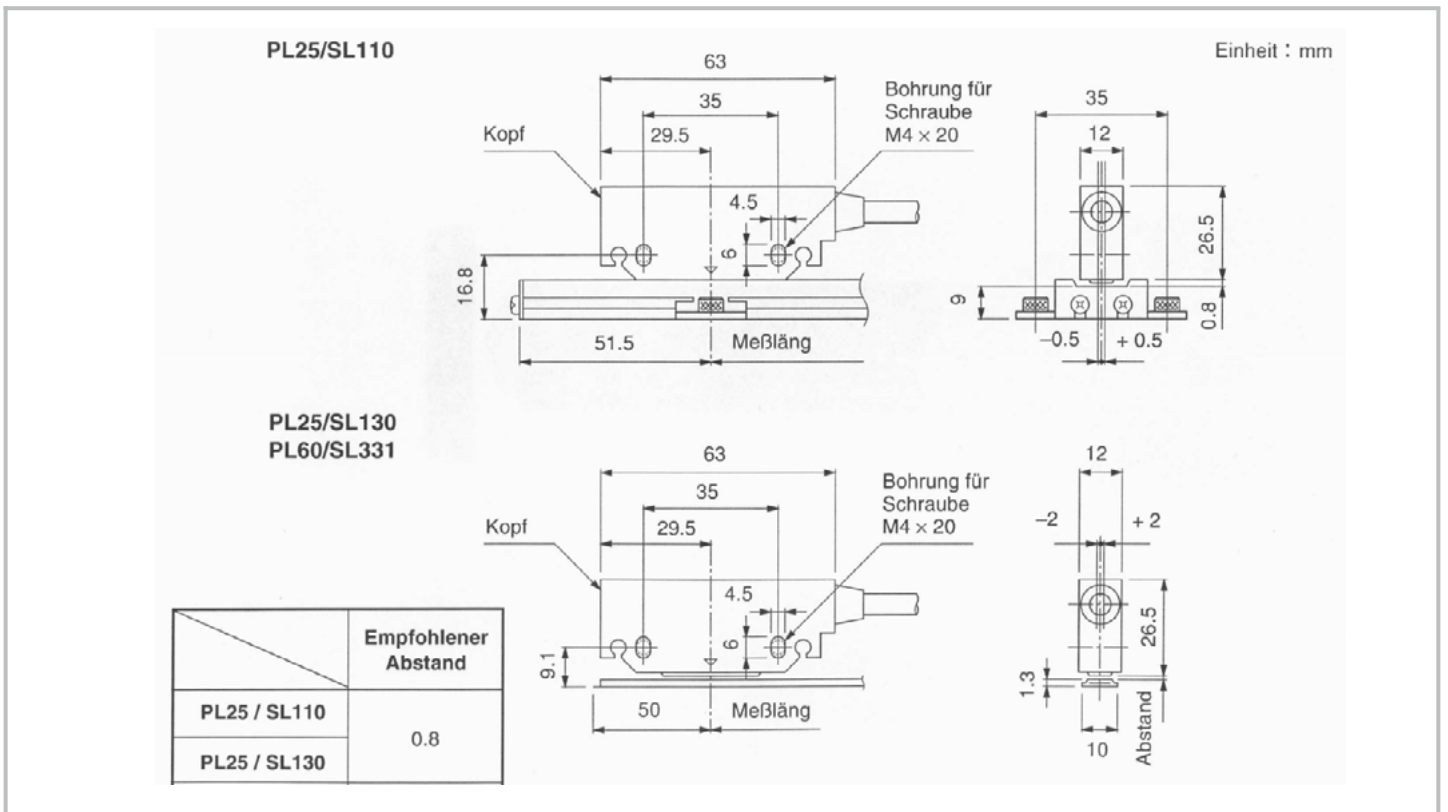 PL25/SL110
Einheit : mm
63
35
29.5
Kopf
Bohrung für
Schraube
M4 × 20
4.5
6
16.8
51.5
Meßläng
35
12
26.5
9
0.8
–0.5
+ 0.5
PL25/SL130
PL60/SL331
63
35
29.5
Kopf
Bohrung für
Schraube
M4 × 20
4.5
6
9.1
50
Meßläng
12
–2
+ 2
26.5
1.3
10
Abstand
Empfohlener
Abstand
PL25 / SL110
0.8
PL25 / SL130